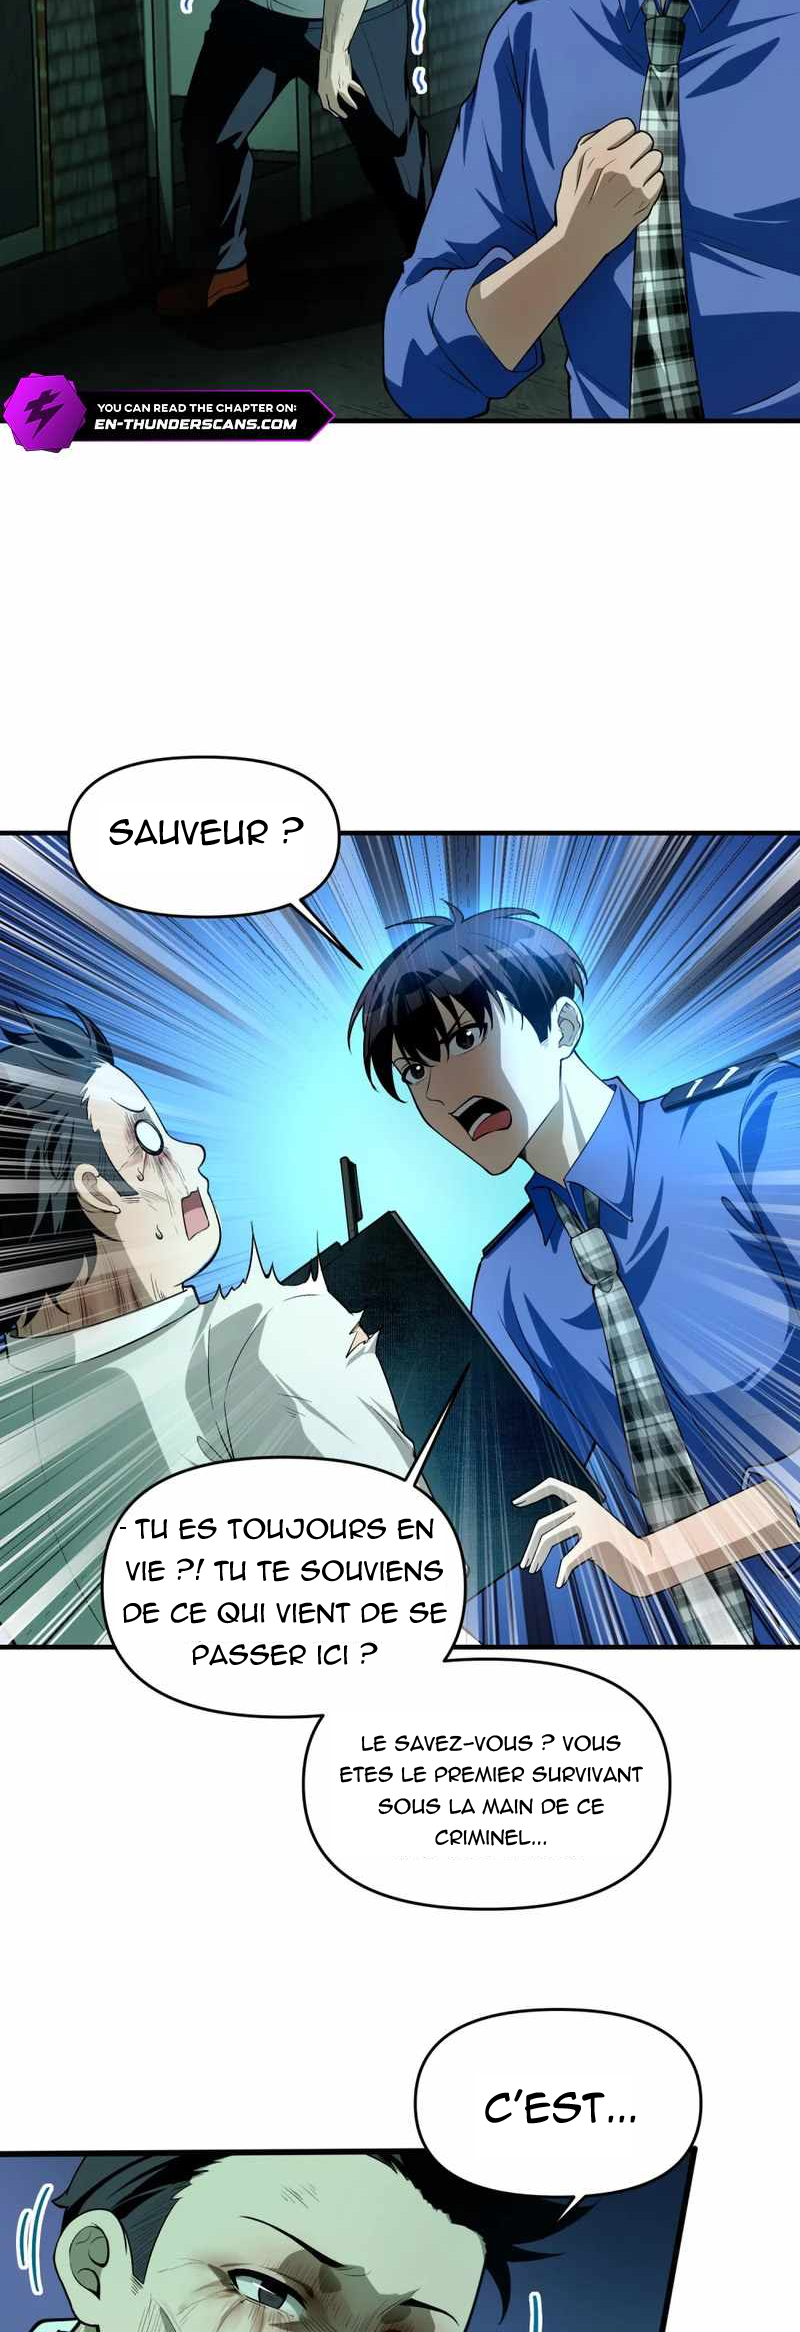 YOU CAN READ THE CHAPTER ON:
EN-THUNDERSCANS.COM
SAUVEUR ?
- TU ES TOUJOURS EN
VIE ?! TU TE SOUVIENS
DE CE QUI VIENT DE SE
PASSER ICI ?
LE SAVEZ-VOUS ? VOUS
ETES LE PREMIER SURVIVANT
SOUS LA MAIN DE CE
CRIMINEL...
C'EST...